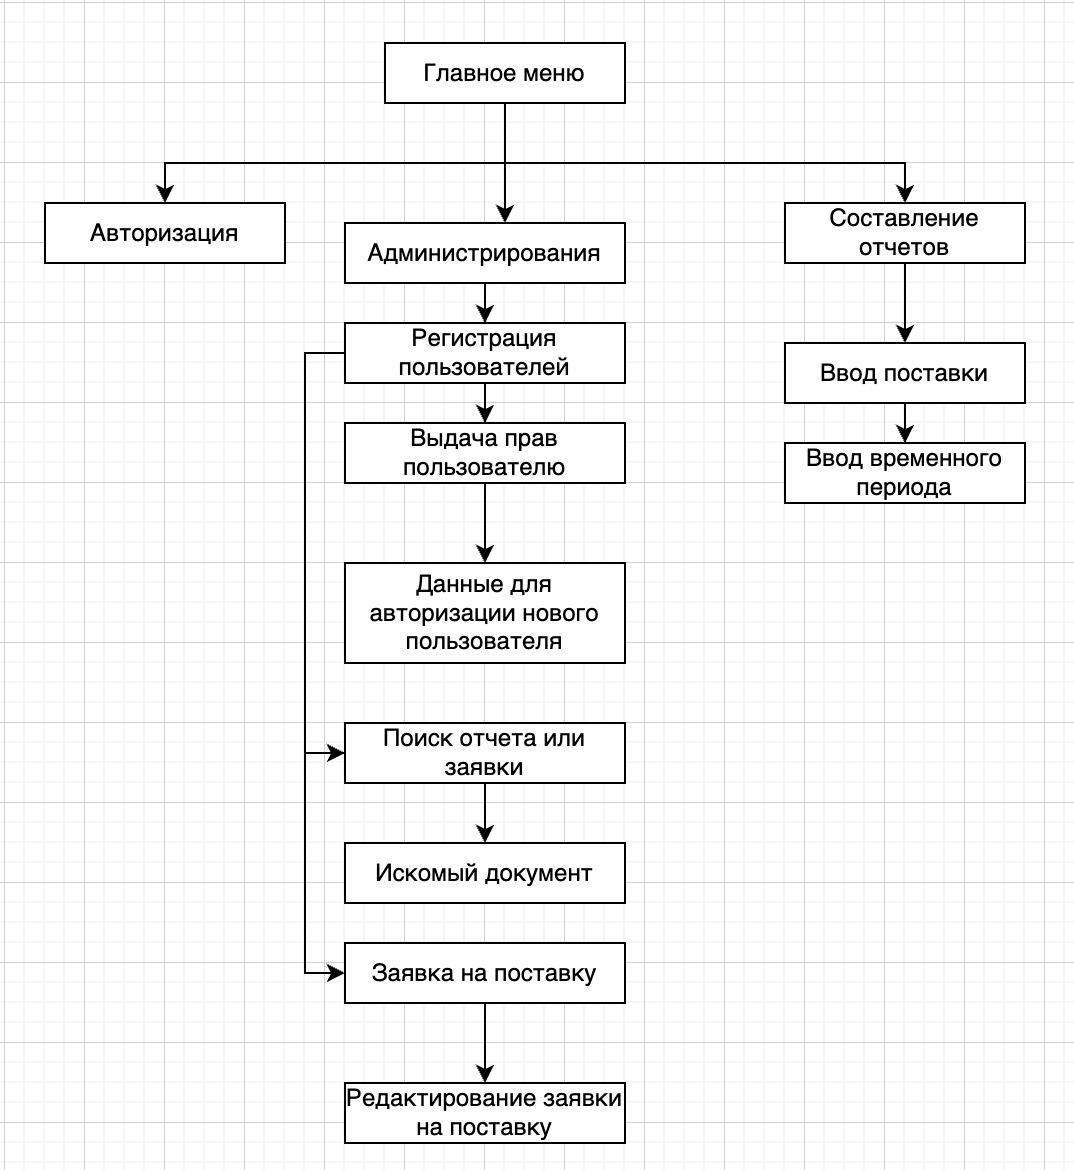 Главное меню
Авторизация
Администрирования
Составление
отчетов
Регистрация
пользователей
Ввод поставки
Выдача прав
пользователю
Ввод временного
периода
Данные для
авторизации нового
пользователя
Поиск отчета или
заявки
Искомый документ
Заявка на поставку
Редактирование заявки
на поставку